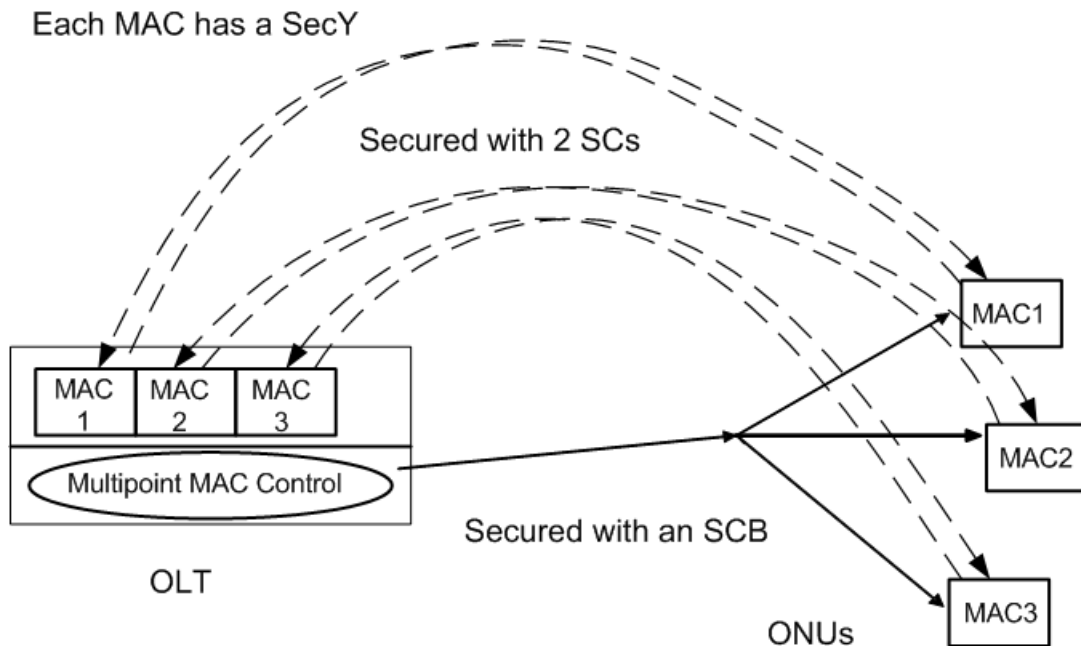 Each MAC has a SecY
Secured with 2 SCs
MAC1
MAC
1
MAC
2
MAC
3
MAC2
Multipoint MAC Control
Secured with an SCB
OLT
MAC3
ONUs